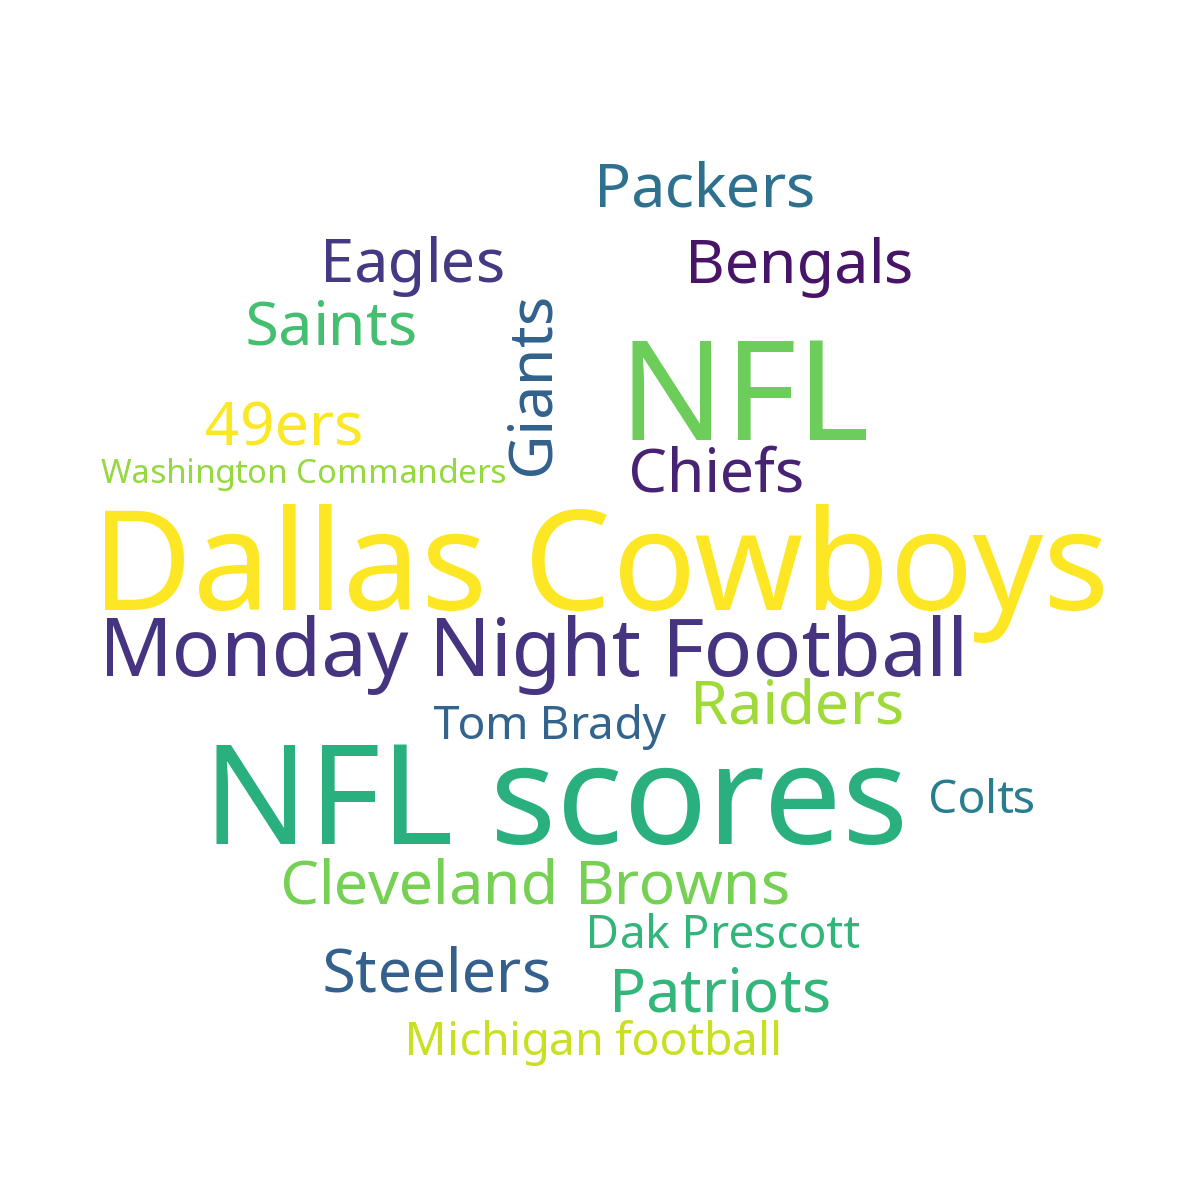 Packers
Eagles
Bengals
Saints
Giants
NFL
49ers
Chiefs
Washington Commanders
Dallas Cowboys
Monday Night Football
Raiders
Tom Brady
NFL scores
Colts
Cleveland Browns
Dak Prescott
Steelers
Patriots
Michigan football